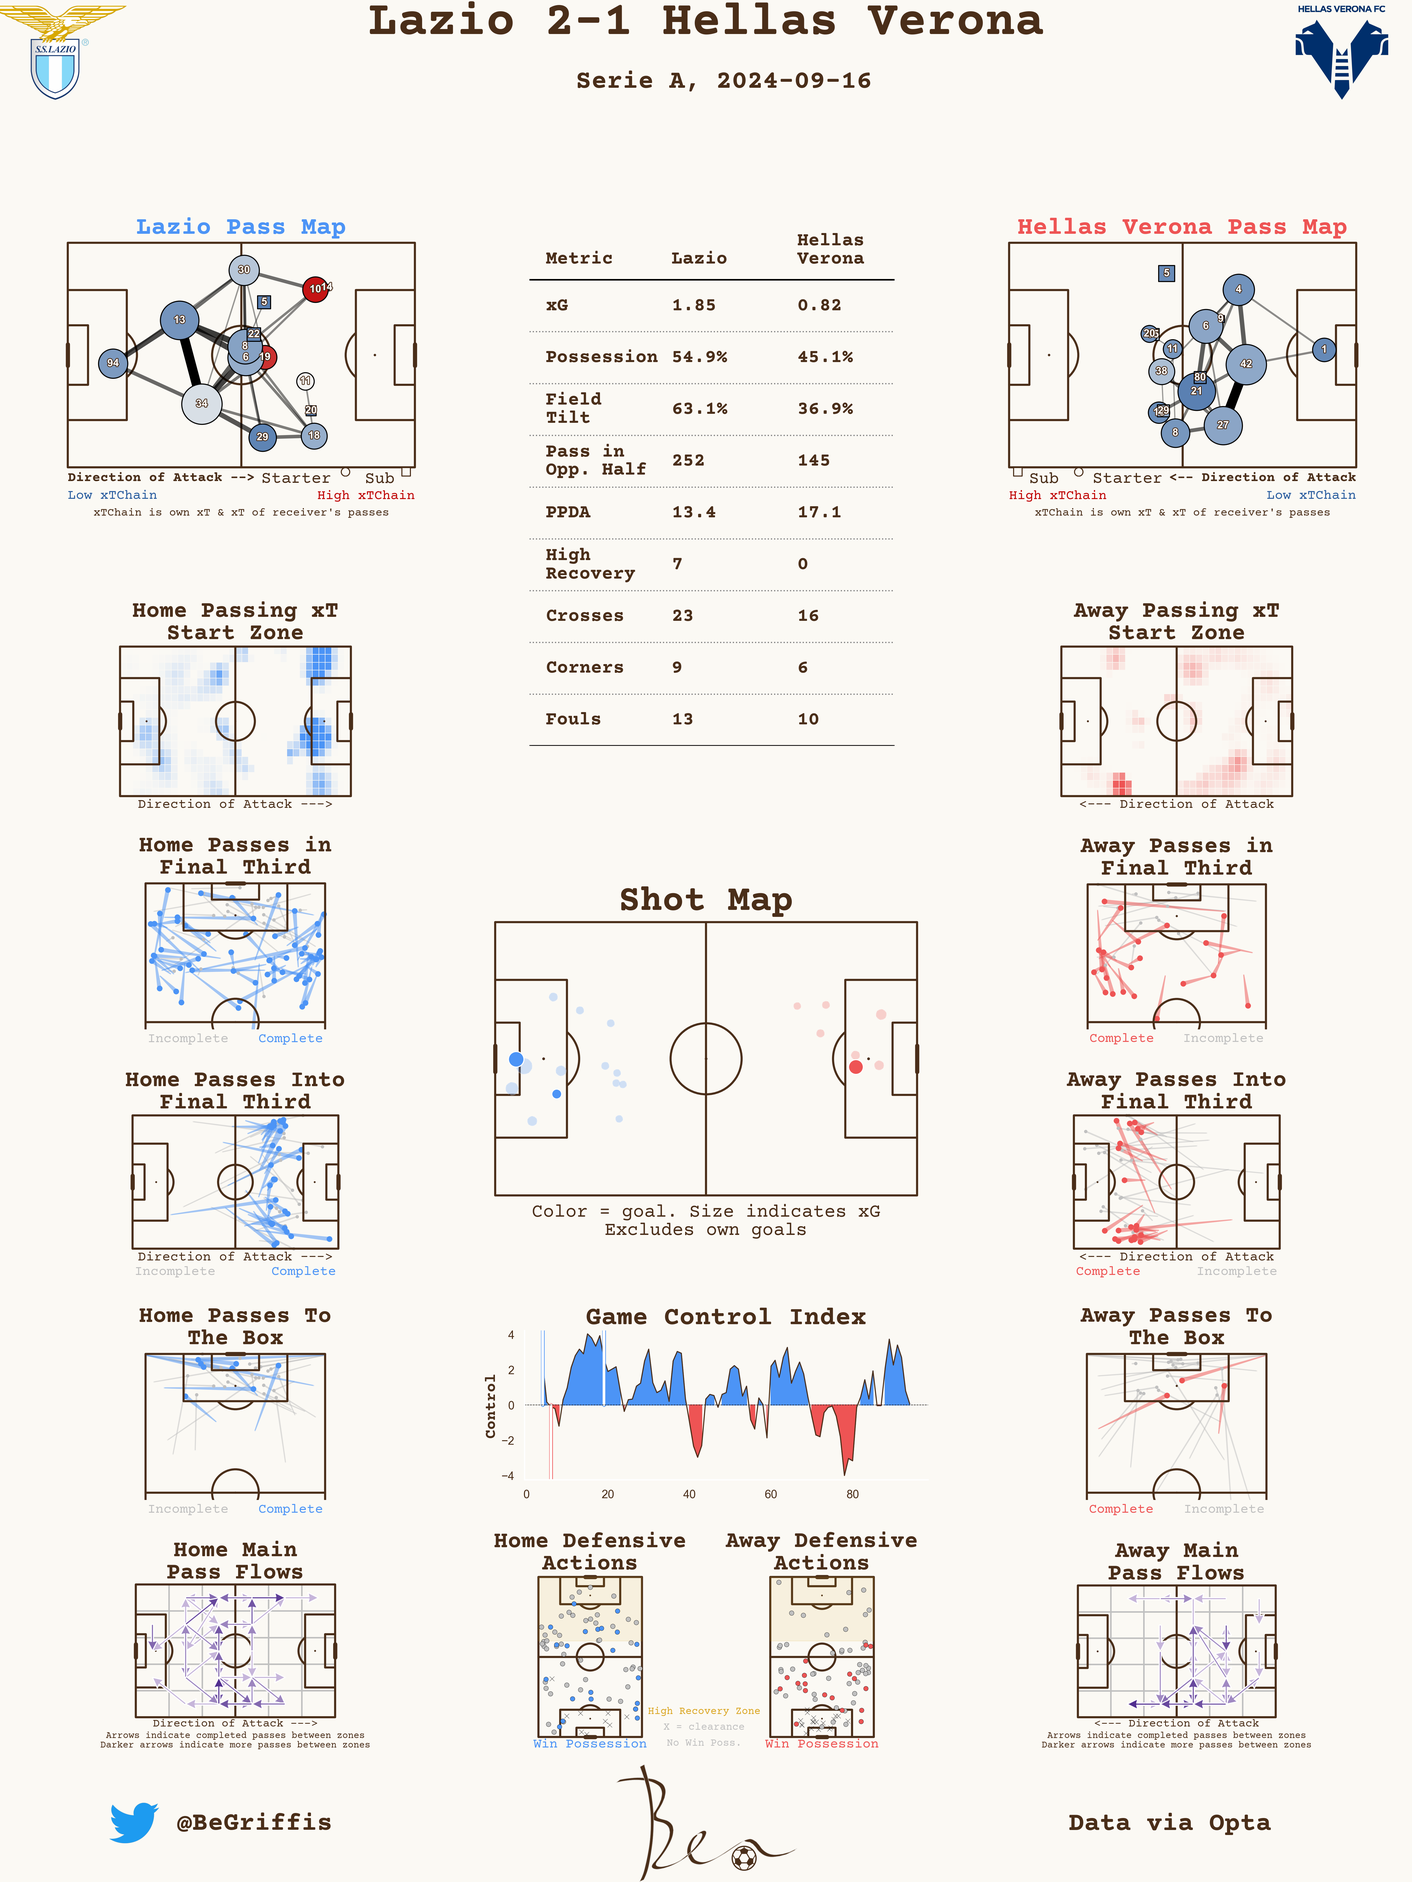 Lazio 2-1 Hellas Verona
Serie A, 2024-09-16
S.S.LAZIO
®
HELLAS VERONA FC
Lazio Pass Map
30
10
14
5
13
22
8
94
6
19
11
34
20
29
18
Direction of Attack --> Starter Sub
Low xTChain High xTChain
xTChain is own xT & xT of receiver's passes
Metric Lazio Hellas Verona
xG 1.85 0.82
Possession 54.9% 45.1%
Field Tilt 63.1% 36.9%
Pass in Opp. Half 252 145
PPDA 13.4 17.1
High Recovery 7 0
Crosses 23 16
Corners 9 6
Fouls 13 10
Hellas Verona Pass Map
5
4
9
6
20
11
1
42
38
80
21
29
27
8
Sub Starter <-- Direction of Attack
High xTChain Low xTChain
xTChain is own xT & xT of receiver's passes
Home Passing xT
Start Zone
Direction of Attack --->
Away Passing xT
Start Zone
<--- Direction of Attack
Home Passes in
Final Third
Incomplete Complete
Away Passes in
Final Third
Complete Incomplete
Shot Map
Color = goal. Size indicates xG
Excludes own goals
Home Passes Into
Final Third
Direction of Attack --->
Incomplete Complete
Away Passes Into
Final Third
<--- Direction of Attack
Complete Incomplete
Home Passes To
The Box
Incomplete Complete
Game Control Index
Control
4
2
0
−2
−4
0 20 40 60 80
Away Passes To
The Box
Complete Incomplete
Home Main
Pass Flows
Direction of Attack --->
Arrows indicate completed passes between zones
Darker arrows indicate more passes between zones
Home Defensive
Actions
Win Possession
High Recovery Zone
X = clearance
No Win Poss.
Away Defensive
Actions
Win Possession
Away Main
Pass Flows
<--- Direction of Attack
Arrows indicate completed passes between zones
Darker arrows indicate more passes between zones
@BeGriffis
Ben
Data via Opta